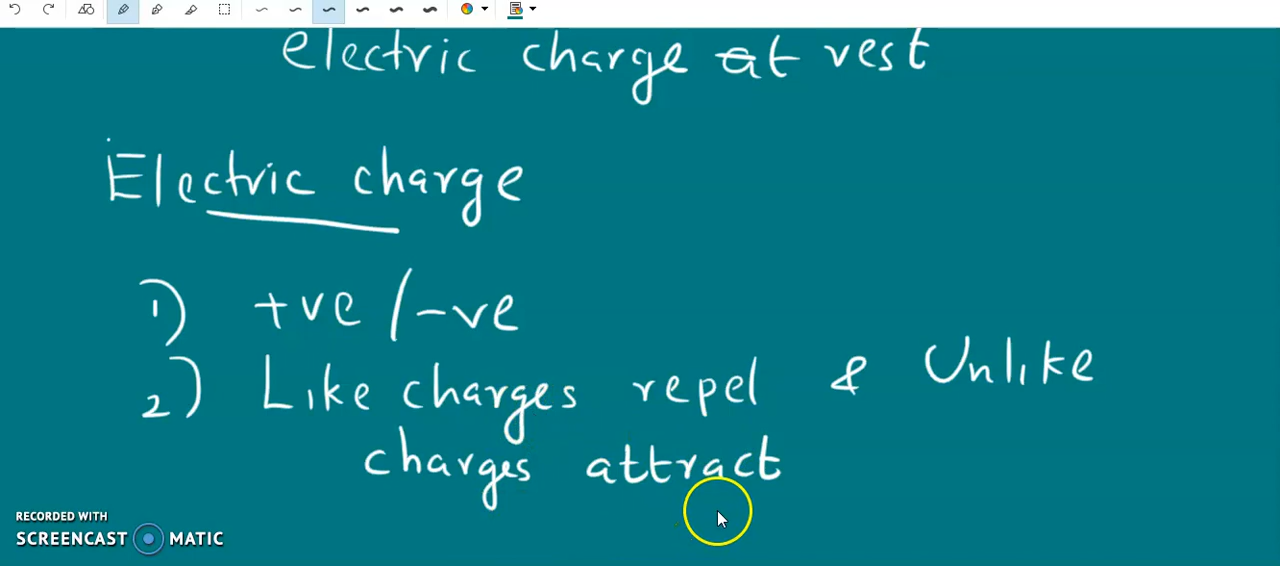 electric charge at rest
Electric charge
1) +ve / -ve
2) Like charges repel & Unlike
charges attract
RECORDED WITH
SCREENCAST MATIC